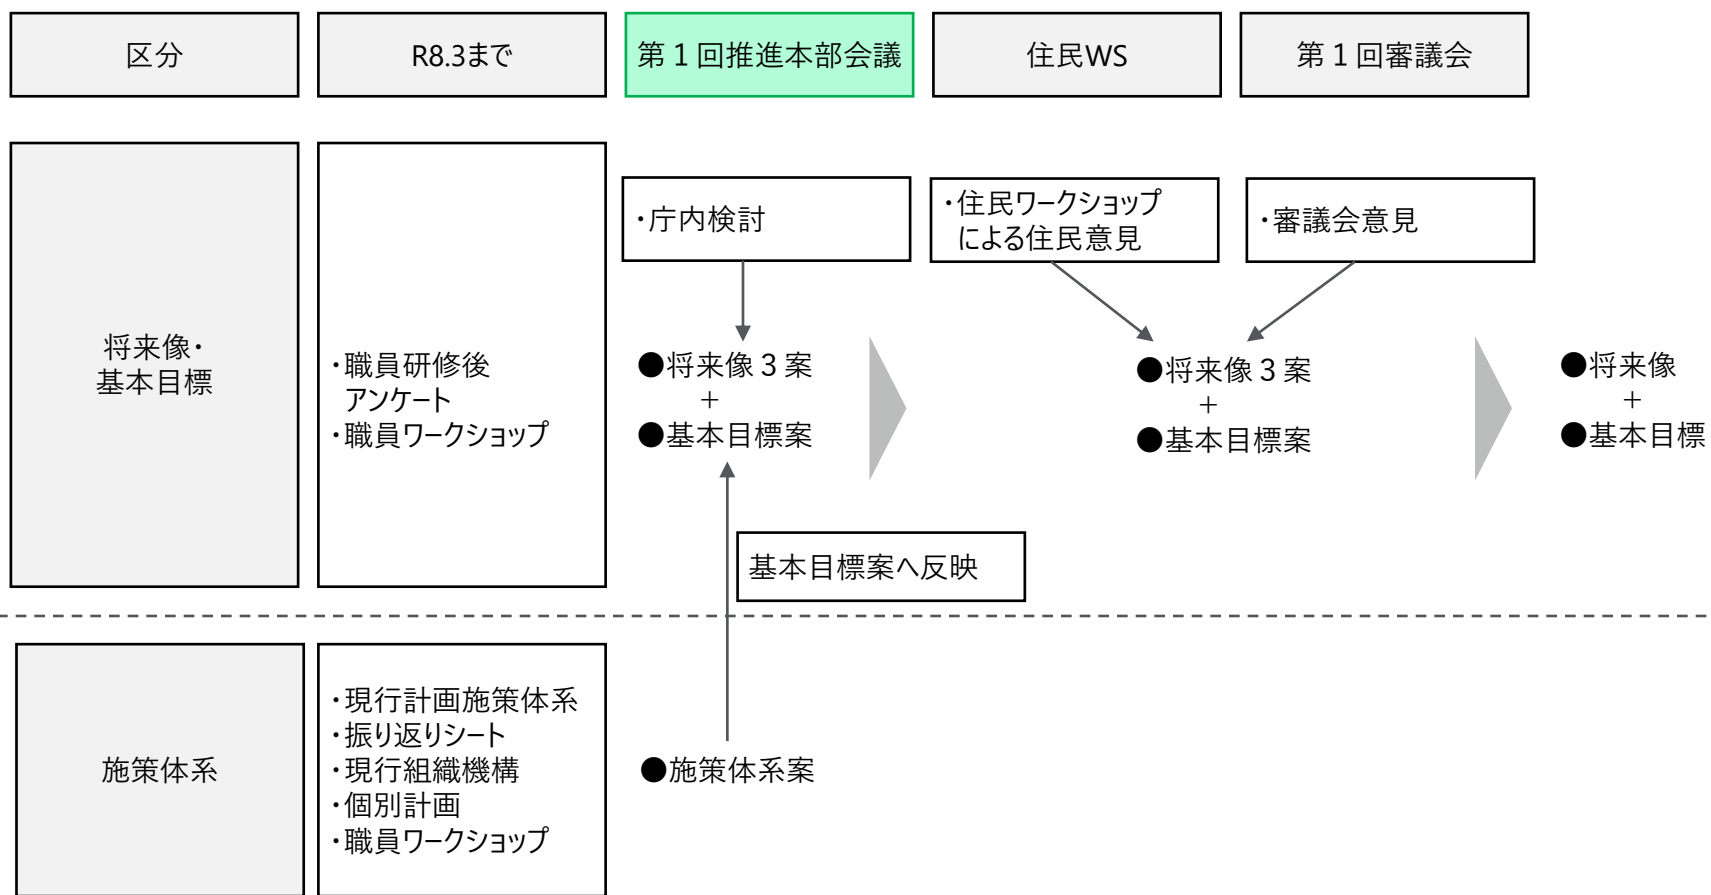 区分
R8.3まで
第１回推進本部会議
住民WS
第１回審議会
将来像・
基本目標
・職員研修後
アンケート
・職員ワークショップ
・庁内検討
・住民ワークショップ
による住民意見
・審議会意見
●将来像３案
＋
●基本目標案
●将来像３案
＋
●基本目標案
●将来像
＋
●基本目標
基本目標案へ反映
施策体系
・現行計画施策体系
・振り返りシート
・現行組織機構
・個別計画
・職員ワークショップ
●施策体系案